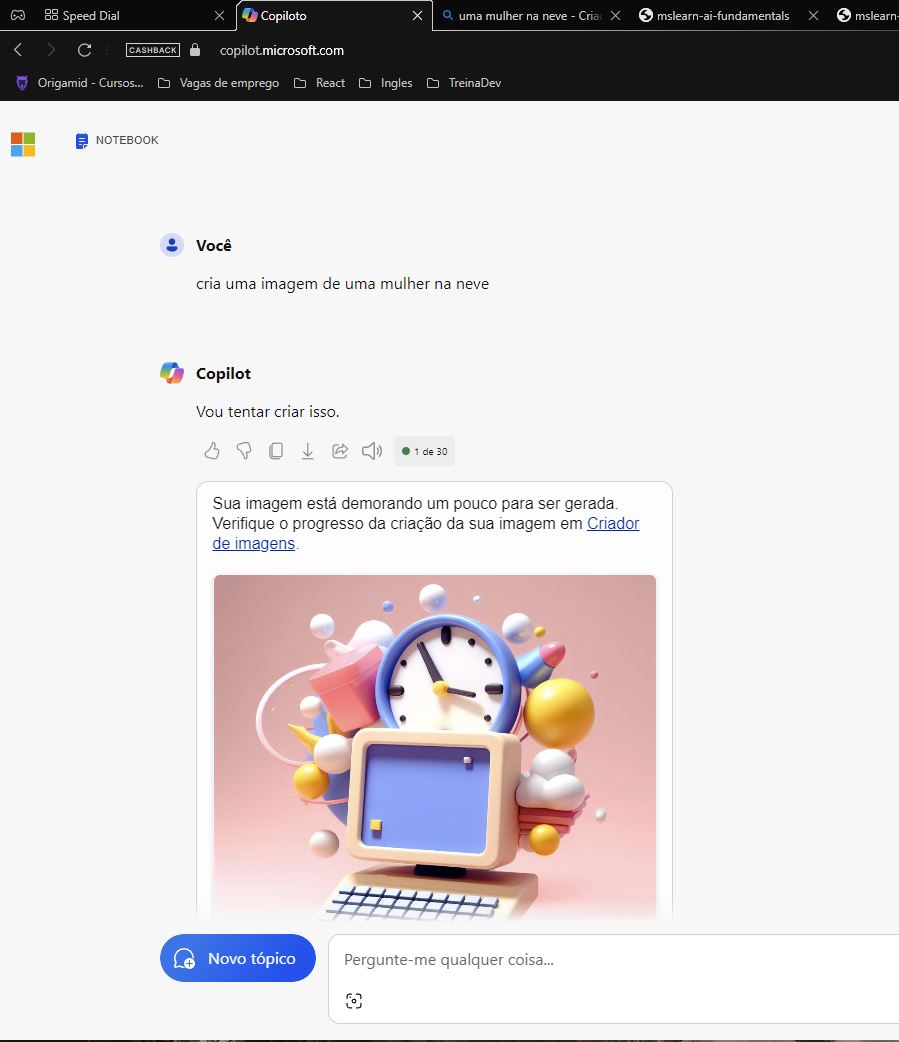 Speed Dial
Copiloto
uma mulher na neve - Criac
mslearn-ai-fundamentals
mslearn-
CASHBACK
copilot.microsoft.com
Origamid - Cursos...
Vagas de emprego
React
Ingles
TreinaDev
NOTEBOOK
Você
cria uma imagem de uma mulher na neve
Copilot
Vou tentar criar isso.
1 de 30
Sua imagem está demorando um pouco para ser gerada.
Verifique o progresso da criação da sua imagem em Criador
de imagens.
Novo tópico
Pergunte-me qualquer coisa...